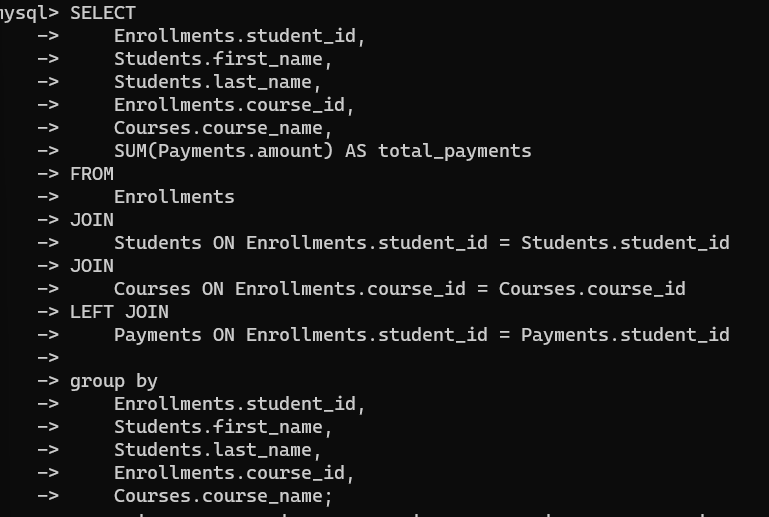 mysql> SELECT
    -> Enrollments.student_id,
    -> Students.first_name,
    -> Students.last_name,
    -> Enrollments.course_id,
    -> Courses.course_name,
    -> SUM(Payments.amount) AS total_payments
    -> FROM
    -> Enrollments
    -> JOIN
    -> Students ON Enrollments.student_id = Students.student_id
    -> JOIN
    -> Courses ON Enrollments.course_id = Courses.course_id
    -> LEFT JOIN
    -> Payments ON Enrollments.student_id = Payments.student_id
    ->
    -> group by
    -> Enrollments.student_id,
    -> Students.first_name,
    -> Students.last_name,
    -> Enrollments.course_id,
    -> Courses.course_name;